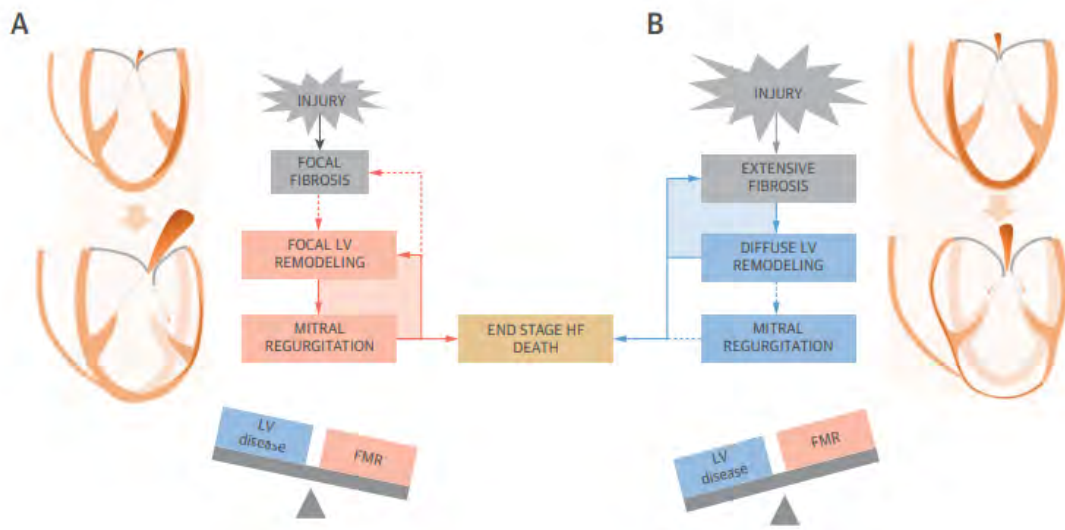 A
INJURY
FOCAL
FIBROSIS
FOCAL LV
REMODELING
MITRAL
REGURGITATION
LV
disease
FMR
END STAGE HF
DEATH
B
INJURY
EXTENSIVE
FIBROSIS
DIFFUSE LV
REMODELING
MITRAL
REGURGITATION
LV
disease
FMR